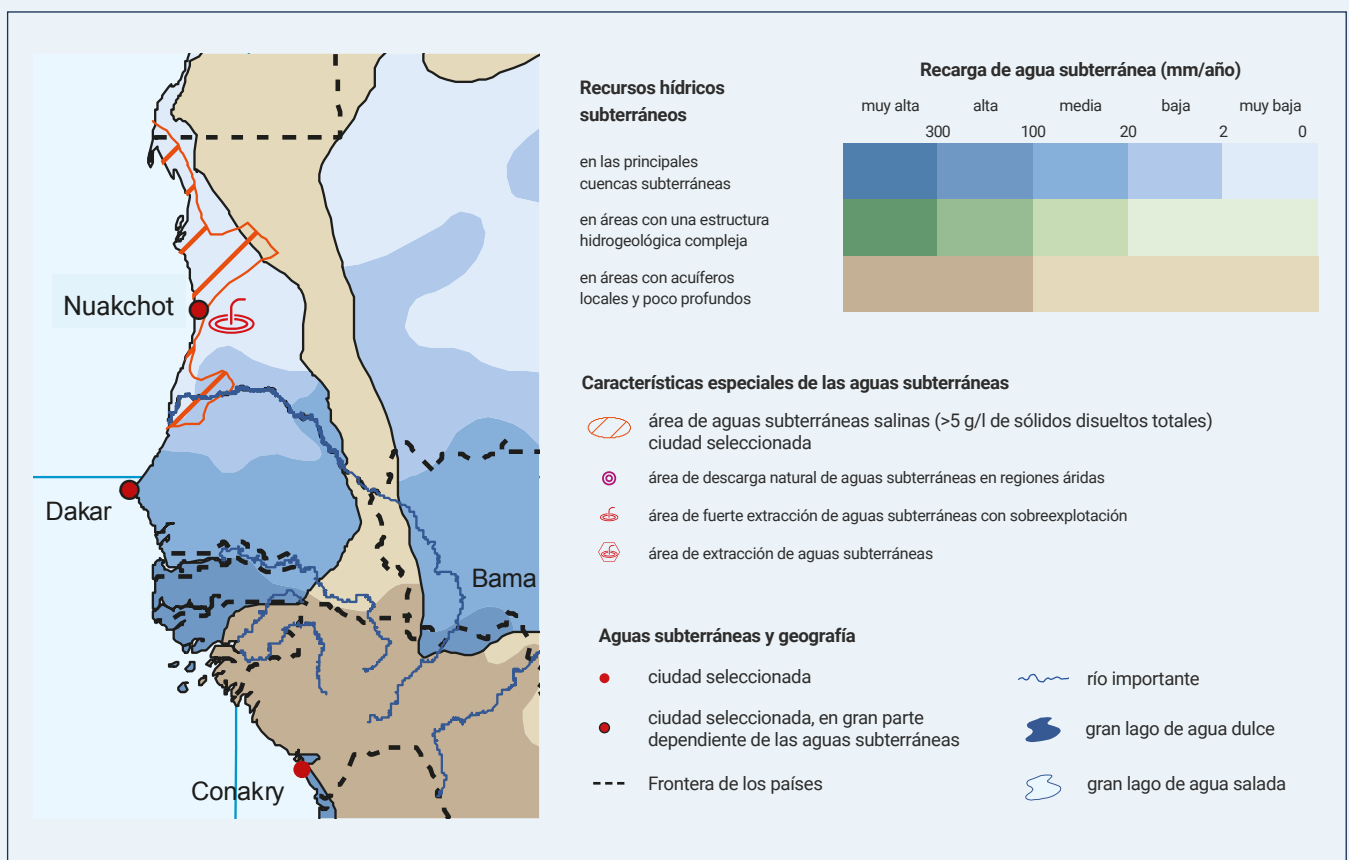 Nuakchot
Dakar
Bama
Conakry
Recursos hídricos
subterráneos
Recarga de agua subterránea (mm/año)
muy alta alta media baja muy baja
300 100 20 2 0
en las principales
cuencas subterráneas
en áreas con una estructura
hidrogeológica compleja
en áreas con acuíferos
locales y poco profundos
Características especiales de las aguas subterráneas
área de aguas subterráneas salinas (>5 g/l de sólidos disueltos totales)
ciudad seleccionada
área de descarga natural de aguas subterráneas en regiones áridas
área de fuerte extracción de aguas subterráneas con sobreexplotación
área de extracción de aguas subterráneas
Aguas subterráneas y geografía
ciudad seleccionada
ciudad seleccionada, en gran parte
dependiente de las aguas subterráneas
Frontera de los países
río importante
gran lago de agua dulce
gran lago de agua salada